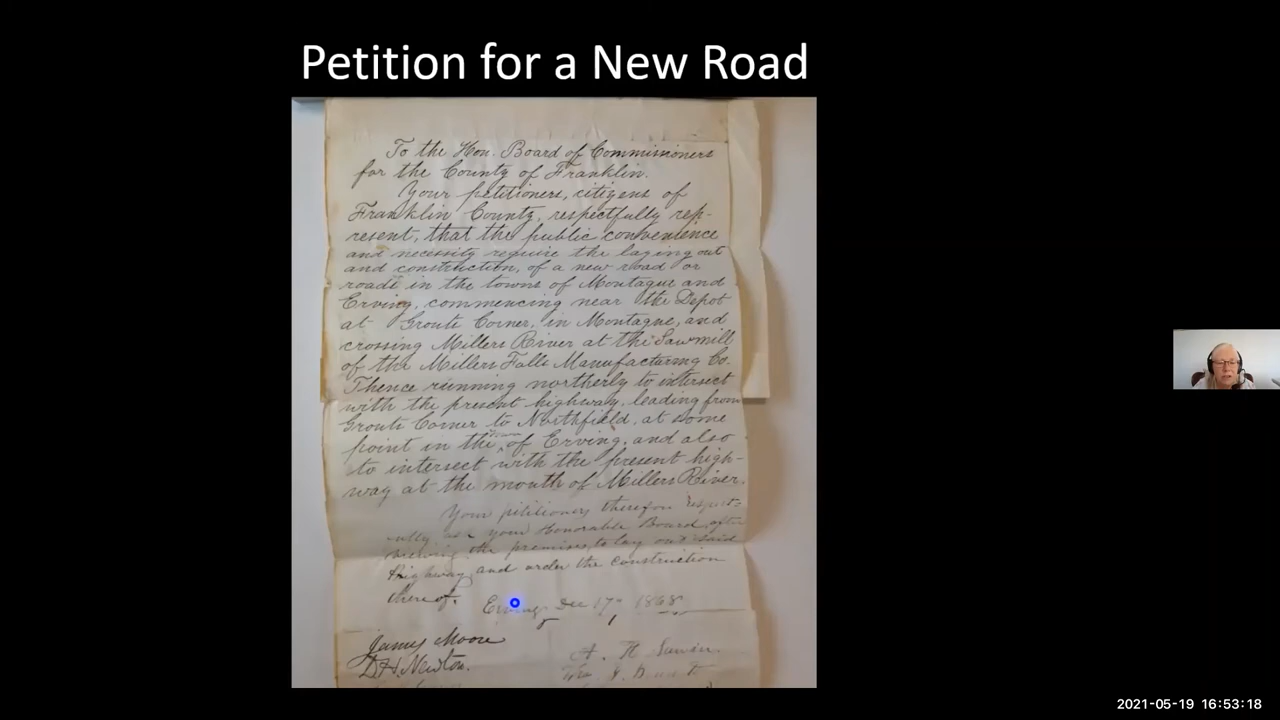 Petition for a New Road
To the Hon. Board of Commissioners
for the County of Franklin.
Your petitioners, citizens of
Franklin County, respectfully rep-
resent, that the public convenience
and necessity require the laying out
and construction, of a new road or
roads in the towns of Montague and
Erving, commencing near the Depot
at Grouts Corner, in Montague, and
crossing Millers River at the Sawmill
of the Millers Falls Manufacturing Co.
Thence running northerly to intersect
with the present highway, leading from
Grouts Corner to Northfield, at some
point in the town of Erving, and also
to intersect with the present high-
way at the mouth of Millers River.
Your petitioners therefore respect=
fully ask your Honorable Board, after
viewing the premises, to lay out said
highway and order the construction
thereof. Erving Dec 17th 1868
James Moore
D. H. Newton.
A. H. Sawin
2021-05-19 16:53:18